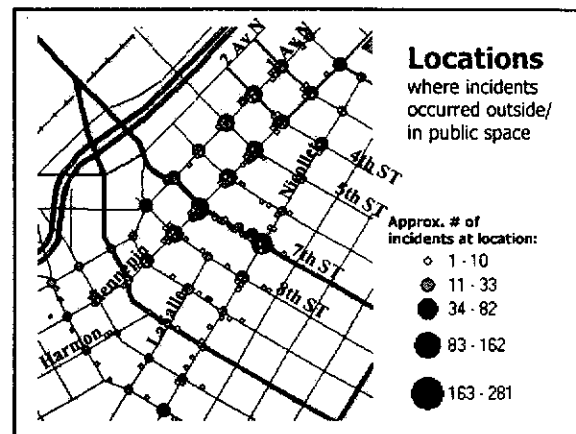 2 Av N
1 Av N
Nicollet
4th ST
5th ST
7th ST
8th ST
Hennepin
LaSalle
Harmon
Locations
where incidents
occurred outside/
in public space
Approx. # of
incidents at location:
1 - 10
11 - 33
34 - 82
83 - 162
163 - 281